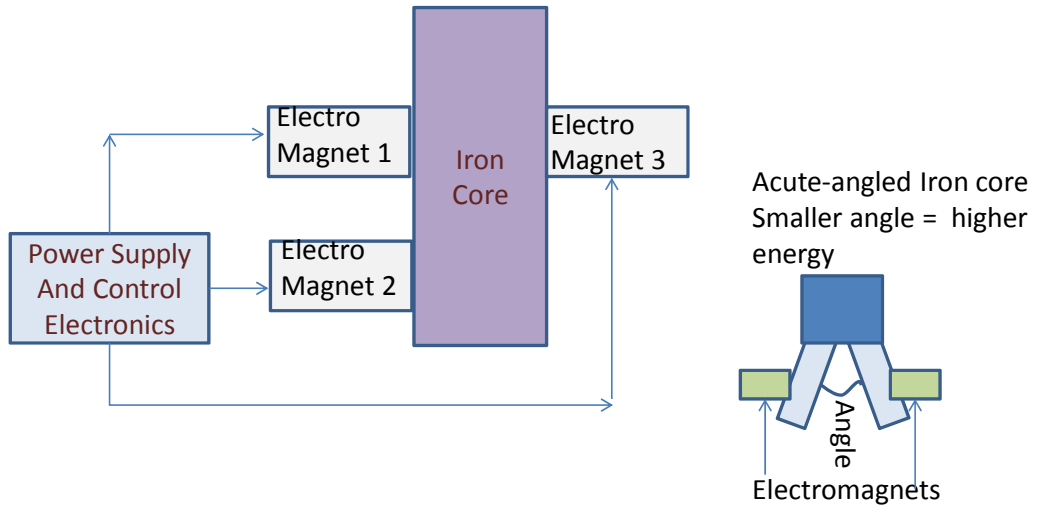 Electro
Magnet 1
Iron
Core
Electro
Magnet 3
Power Supply
And Control
Electronics
Electro
Magnet 2
Acute-angled Iron core
Smaller angle = higher
energy
Angle
Electromagnets